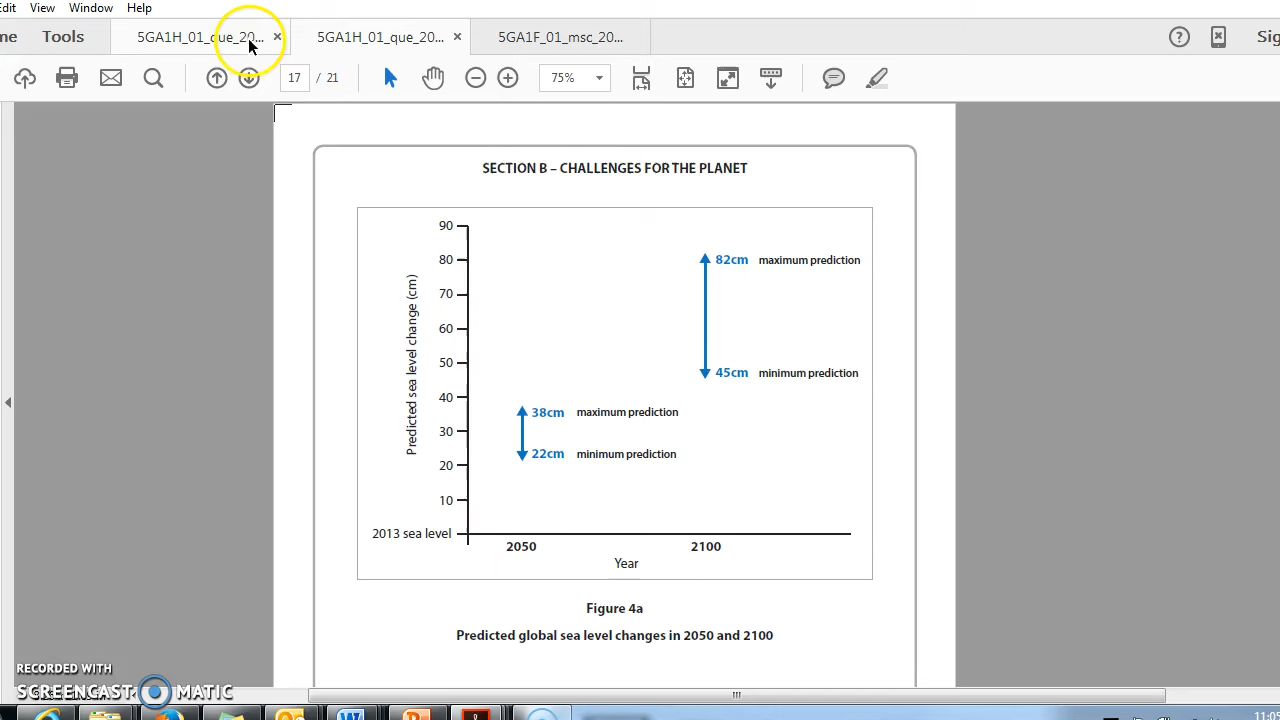 Edit View Window Help
me Tools 5GA1H_01_que_20... × 5GA1H_01_que_20... × 5GA1F_01_msc_20... Sig
17 / 21 75%
SECTION B – CHALLENGES FOR THE PLANET
90
80
70
60
50
40
30
20
10
2013 sea level
Predicted sea level change (cm)
82cm maximum prediction
45cm minimum prediction
38cm maximum prediction
22cm minimum prediction
2050 2100
Year
Figure 4a
Predicted global sea level changes in 2050 and 2100
RECORDED WITH
SCREENCAST MATIC